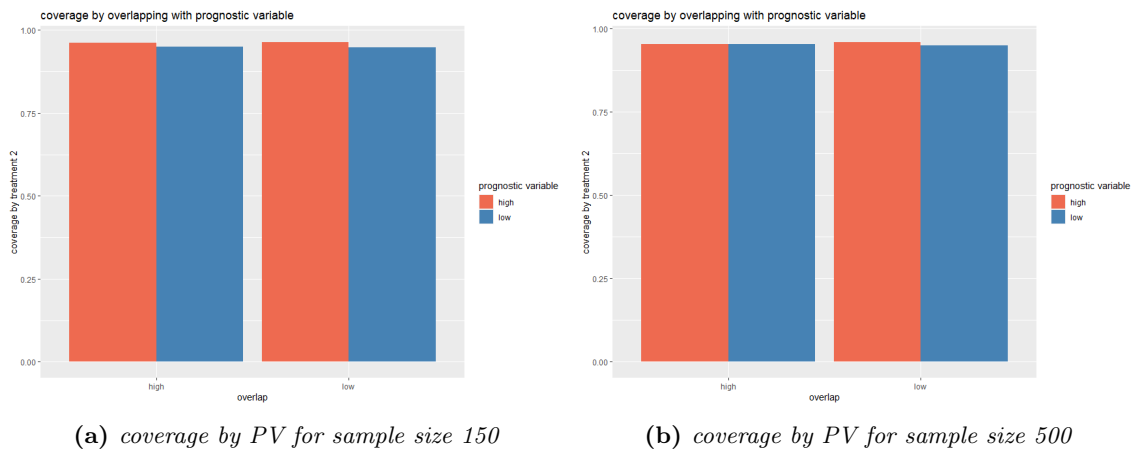 coverage by overlapping with prognostic variable
1.00
0.75
0.50
0.25
0.00
coverage by treatment 2
high
low
overlap
prognostic variable
high
low
(a) coverage by PV for sample size 150
coverage by overlapping with prognostic variable
1.00
0.75
0.50
0.25
0.00
coverage by treatment 2
high
low
overlap
prognostic variable
high
low
(b) coverage by PV for sample size 500